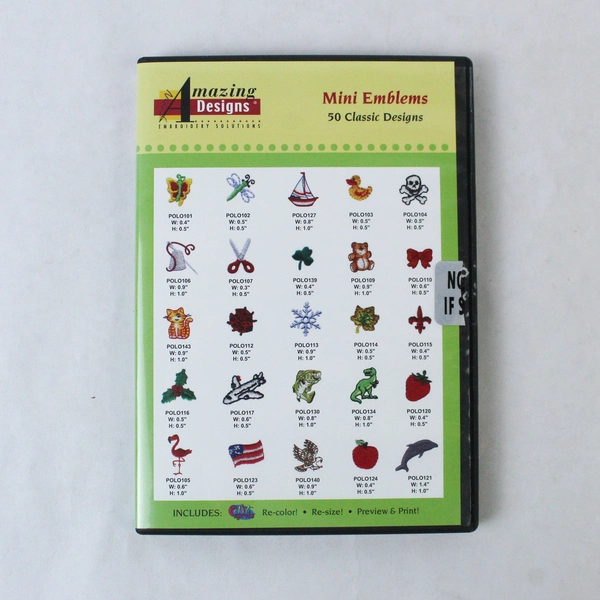 Amazing
Designs®
EMBROIDERY SOLUTIONS
Mini Emblems
50 Classic Designs
POLO101
W: 0.4"
H: 0.5"
POLO102
W: 0.5"
H: 0.5"
POLO127
W: 0.8"
H: 1.0"
POLO103
W: 0.5"
H: 0.5"
POLO104
W: 0.5"
H: 0.5"
POLO106
W: 0.9"
H: 1.0"
POLO107
W: 0.3"
H: 0.5"
POLO139
W: 0.4"
H: 0.5"
POLO109
W: 0.9"
H: 1.0"
POLO110
W: 0.6"
H: 0.5"
NO
IF S
POLO143
W: 0.9"
H: 1.0"
POLO112
W: 0.5"
H: 0.5"
POLO113
W: 0.9"
H: 1.0"
POLO114
W: 0.5"
H: 0.5"
POLO115
W: 0.4"
H: 0.5"
POLO116
W: 0.5"
H: 0.5"
POLO117
W: 0.6"
H: 0.5"
POLO130
W: 0.8"
H: 1.0"
POLO134
W: 0.8"
H: 1.0"
POLO120
W: 0.4"
H: 0.5"
POLO105
W: 0.6"
H: 1.0"
POLO123
W: 0.6"
H: 0.5"
POLO140
W: 0.9"
H: 1.0"
POLO124
W: 0.4"
H: 0.5"
POLO121
W: 1.4"
H: 1.0"
INCLUDES: Re-color! • Re-size! • Preview & Print!